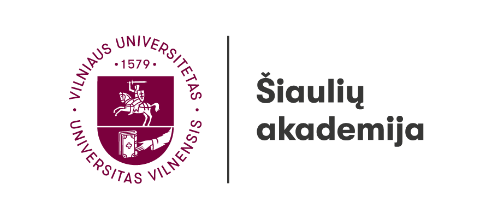 VILNIAUS UNIVERSITETAS
· 1579 ·
UNIVERSITAS VILNENSIS
Šiaulių
akademija